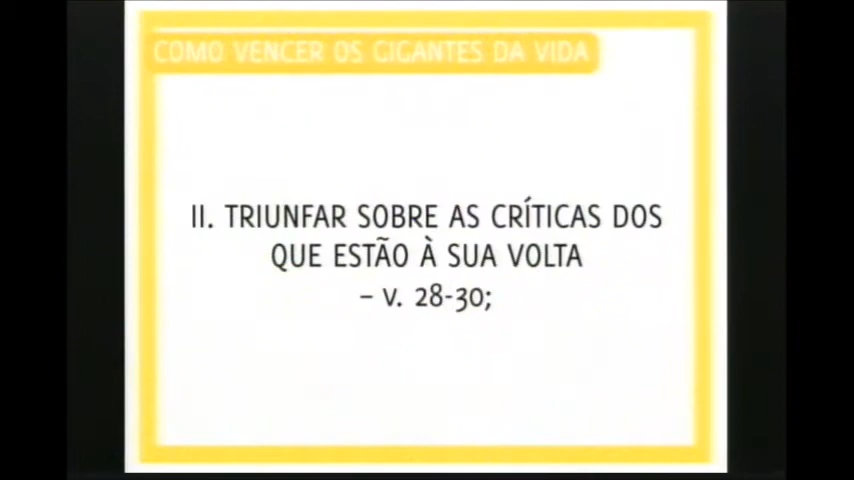 COMO VENCER OS GIGANTES DA VIDA
II. TRIUNFAR SOBRE AS CRÍTICAS DOS
QUE ESTÃO À SUA VOLTA
– v. 28-30;